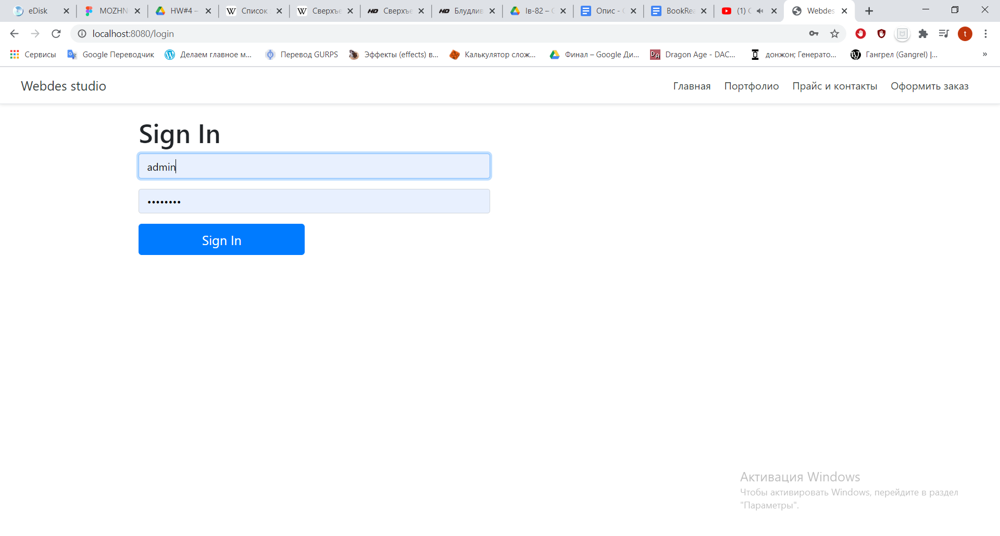 eDisk MOZHN HW#4 – Список Сверхъе Сверхъе Блудлив Ів-82 – Опис - BookRea (1) Webdes
localhost:8080/login
Сервисы Google Переводчик Делаем главное м... Перевод GURPS Эффекты (effects) в... Калькулятор слож... Финал – Google Ди... Dragon Age - DAC... донжон; Генерато... Гангрел (Gangrel) |... »
Webdes studio Главная Портфолио Прайс и контакты Оформить заказ
Sign In
admin
••••••••
Sign In
Активация Windows
Чтобы активировать Windows, перейдите в раздел
"Параметры".